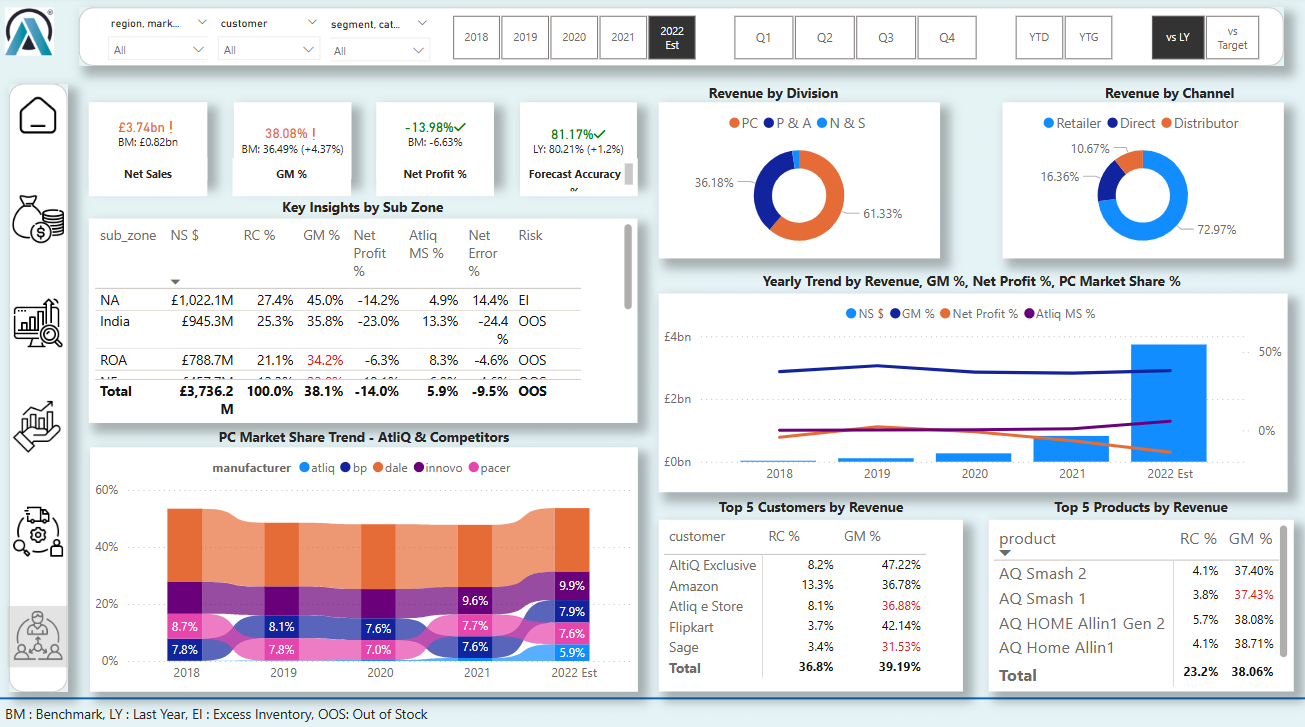 region, mark...
customer
segment, cat...
All
All
All
2018
2019
2020
2021
2022
Est
Q1
Q2
Q3
Q4
YTD
YTG
vs LY
vs
Target
£3.74bn !
BM: £0.82bn
Net Sales
38.08% !
BM: 36.49% (+4.37%)
GM %
-13.98%✓
BM: -6.63%
Net Profit %
81.17%✓
LY: 80.21% (+1.2%)
Forecast Accuracy
Revenue by Division
PC P & A N & S
36.18%
61.33%
Revenue by Channel
Retailer Direct Distributor
10.67%
16.36%
72.97%
Key Insights by Sub Zone
sub_zone NS $ RC % GM % Net Profit % Atliq MS % Net Error % Risk
NA £1,022.1M 27.4% 45.0% -14.2% 4.9% 14.4% EI
India £945.3M 25.3% 35.8% -23.0% 13.3% -24.4 % OOS
ROA £788.7M 21.1% 34.2% -6.3% 8.3% -4.6% OOS
Total £3,736.2 M 100.0% 38.1% -14.0% 5.9% -9.5% OOS
Yearly Trend by Revenue, GM %, Net Profit %, PC Market Share %
NS $ GM % Net Profit % Atliq MS %
£4bn
£2bn
£0bn
50%
0%
2018 2019 2020 2021 2022 Est
PC Market Share Trend - AtliQ & Competitors
manufacturer atliq bp dale innovo pacer
60%
40%
20%
0%
8.7%
7.8%
8.1%
7.8%
7.6%
7.0%
9.6%
7.7%
7.6%
9.9%
7.9%
7.6%
5.9%
2018 2019 2020 2021 2022 Est
Top 5 Customers by Revenue
customer RC % GM %
AltiQ Exclusive 8.2% 47.22%
Amazon 13.3% 36.78%
Atliq e Store 8.1% 36.88%
Flipkart 3.7% 42.14%
Sage 3.4% 31.53%
Total 36.8% 39.19%
Top 5 Products by Revenue
product RC % GM %
AQ Smash 2 4.1% 37.40%
AQ Smash 1 3.8% 37.43%
AQ HOME Allin1 Gen 2 5.7% 38.08%
AQ Home Allin1 4.1% 38.71%
Total 23.2% 38.06%
BM : Benchmark, LY : Last Year, EI : Excess Inventory, OOS: Out of Stock